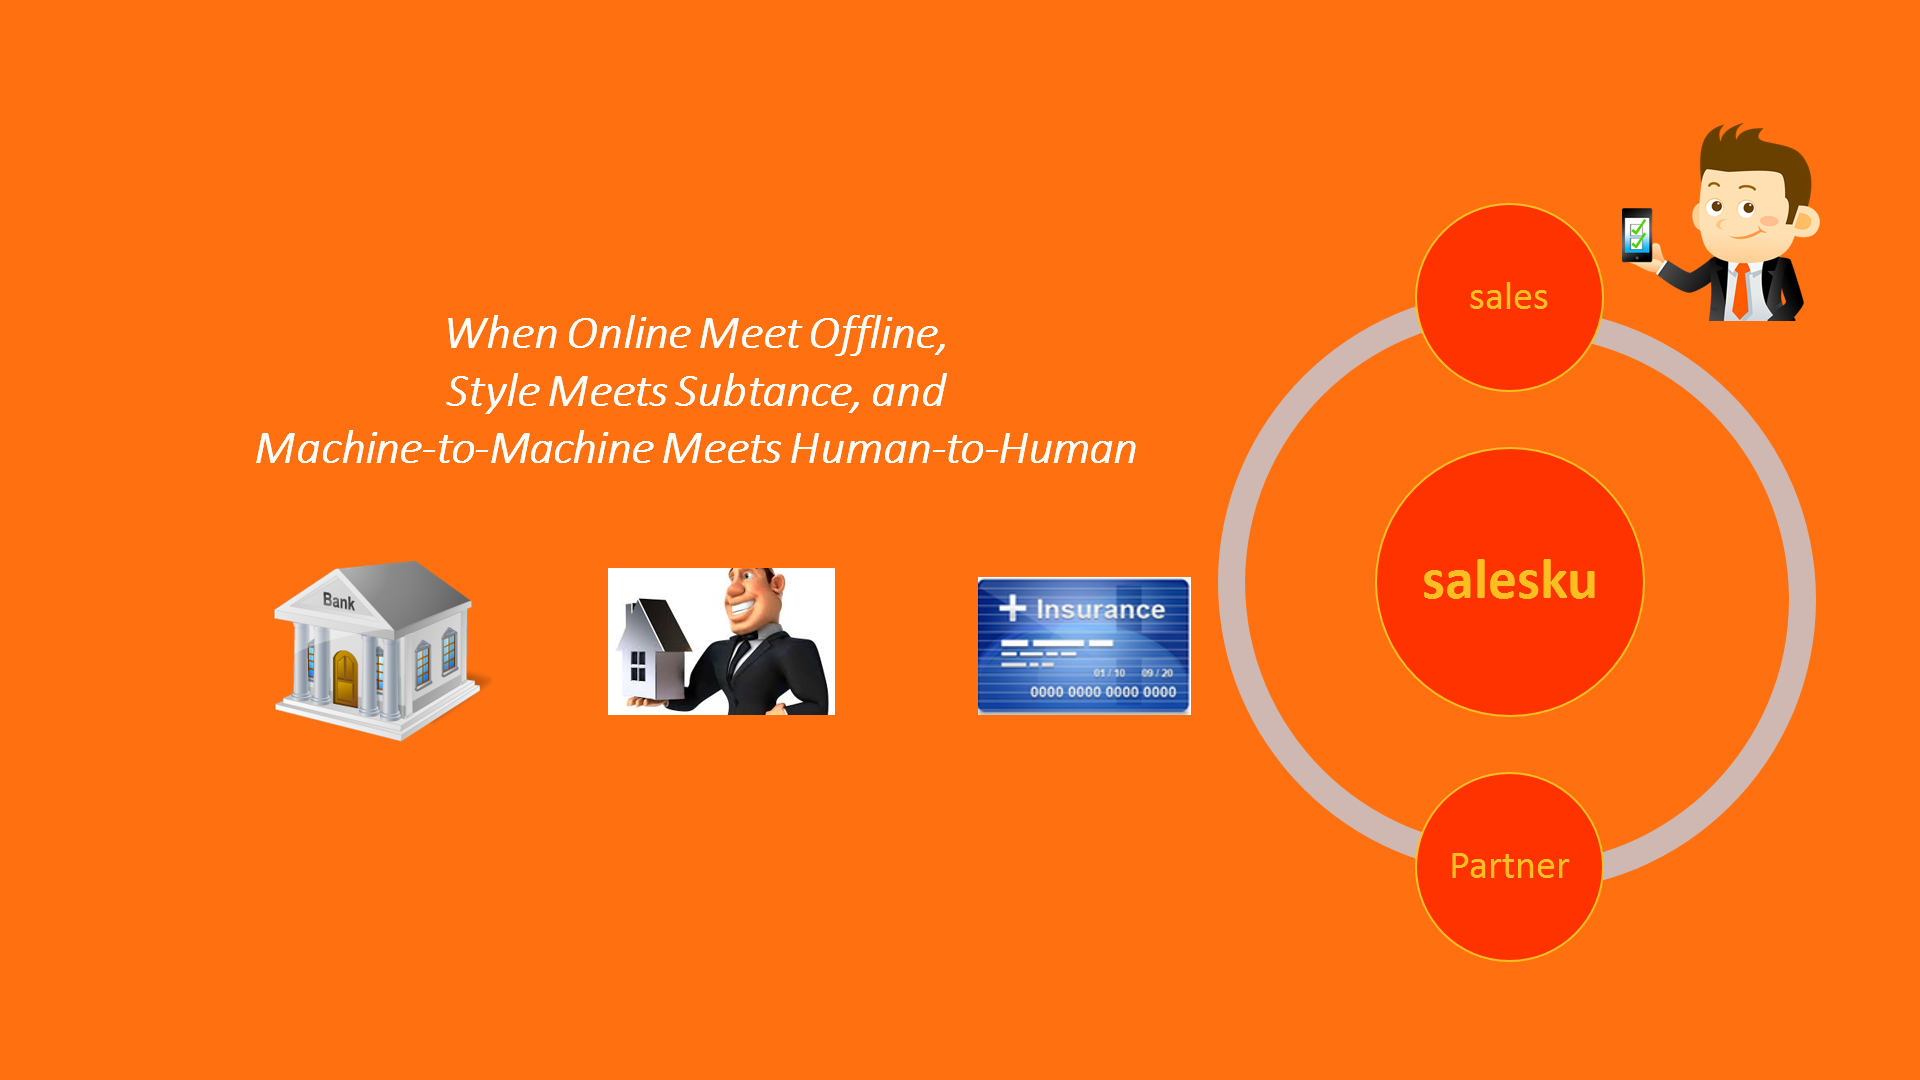 When Online Meet Offline,
Style Meets Subtance, and
Machine-to-Machine Meets Human-to-Human
Bank
+ Insurance
01/10 09/20
0000 0000 0000 0000
sales
salesku
Partner